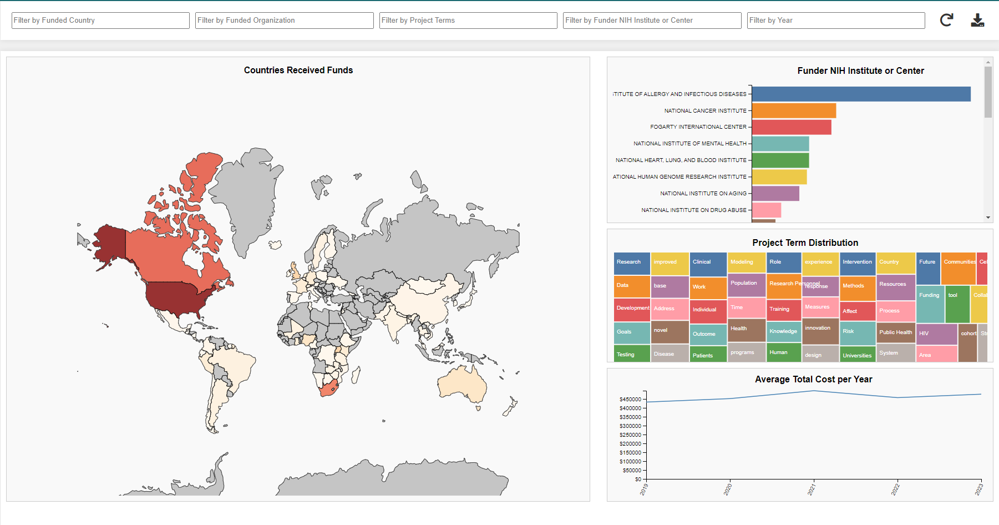 Filter by Funded Country
Filter by Funded Organization
Filter by Project Terms
Filter by Funder NIH Institute or Center
Filter by Year
Countries Received Funds
Funder NIH Institute or Center
TITUTE OF ALLERGY AND INFECTIOUS DISEASES
NATIONAL CANCER INSTITUTE
FOGARTY INTERNATIONAL CENTER
NATIONAL INSTITUTE OF MENTAL HEALTH
NATIONAL HEART, LUNG, AND BLOOD INSTITUTE
ATIONAL HUMAN GENOME RESEARCH INSTITUTE
NATIONAL INSTITUTE ON AGING
NATIONAL INSTITUTE ON DRUG ABUSE
Project Term Distribution
Research
Data
Development
Goals
Testing
improved
base
Address
novel
Disease
Clinical
Work
Individual
Outcome
Patients
Modeling
Population
Time
Health
programs
Role
Research Personnel
Training
Knowledge
Human
experience
response
Measures
innovation
design
Intervention
Methods
Affect
Risk
Universities
Country
Resources
Process
Public Health
System
Future
Communities
Cel
Funding
tool
Collal
HIV
Area
cohort
Str
Average Total Cost per Year
$450000
$400000
$350000
$300000
$250000
$200000
$150000
$100000
$50000
$0
2019
2020
2021
2022
2023